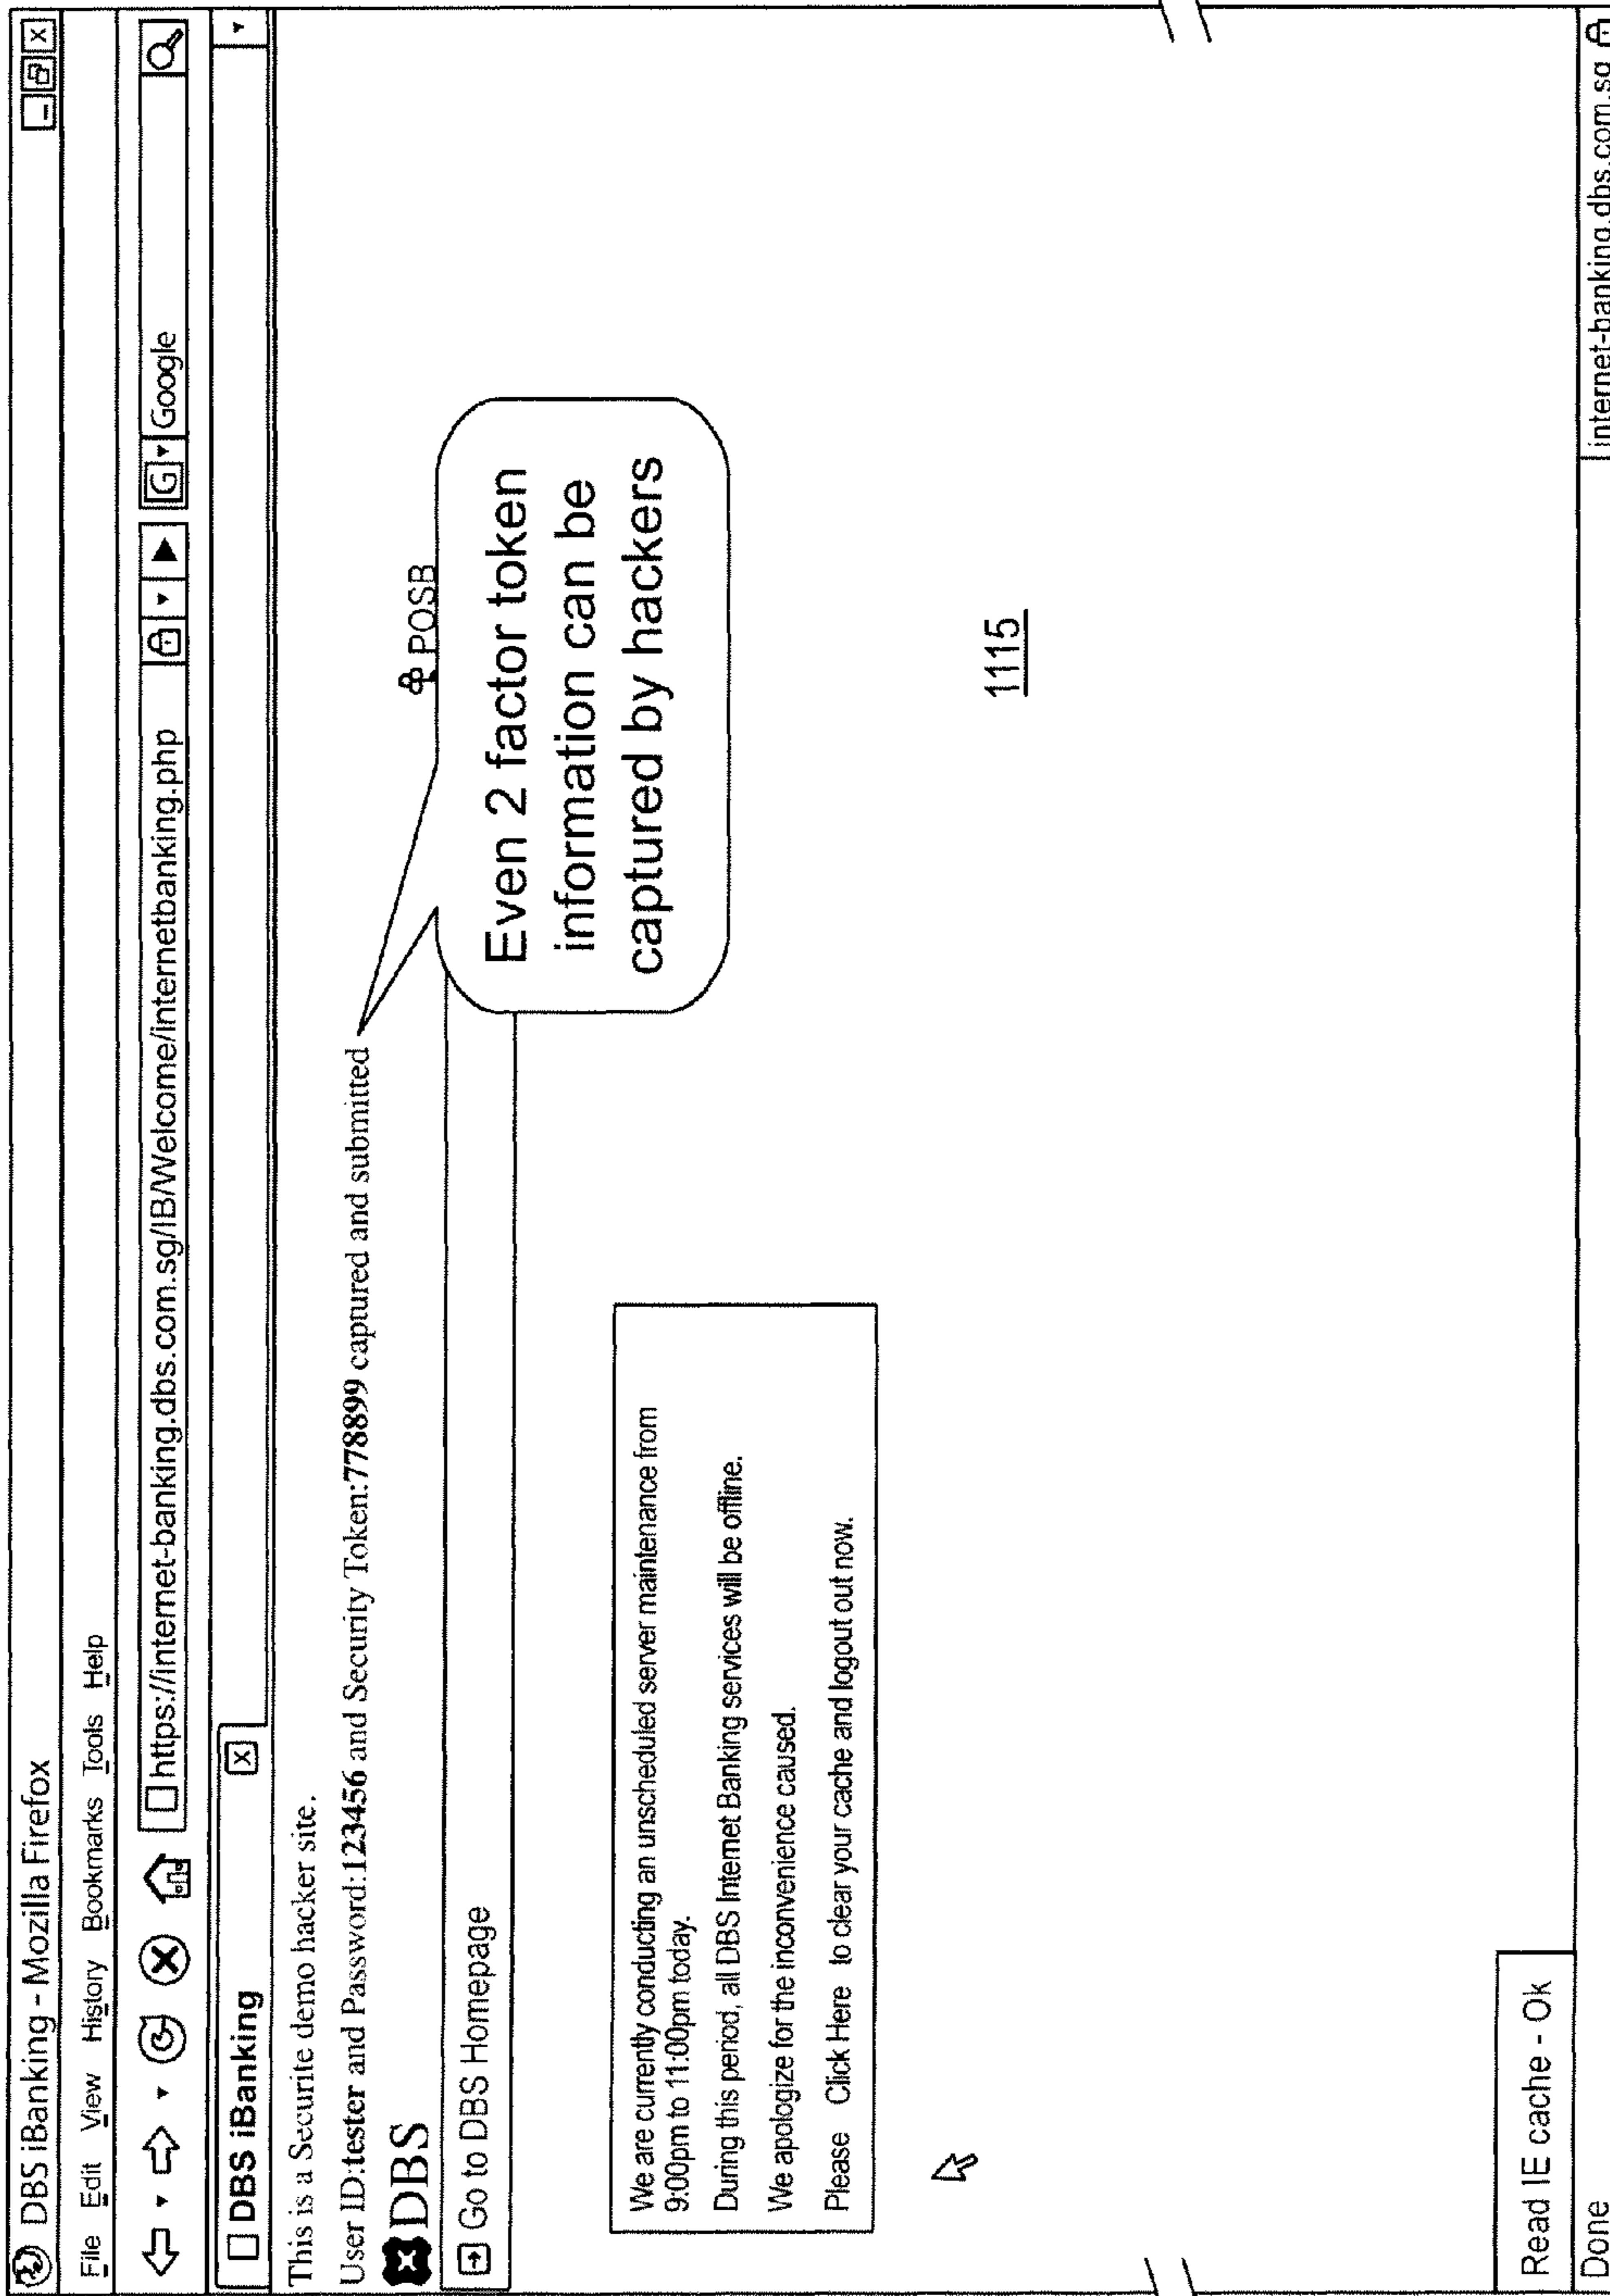 DBS iBanking - Mozilla Firefox
File Edit View History Bookmarks Tools Help
https://internet-banking.dbs.com.sg/IB/Welcome/internetbanking.php G Google
DBS iBanking
This is a Securite demo hacker site.
User ID:tester and Password:123456 and Security Token:778899 captured and submitted
DBS
POSB
Go to DBS Homepage
Even 2 factor token
information can be
captured by hackers
We are currently conducting an unscheduled server maintenance from
9:00pm to 11:00pm today.
During this period, all DBS Internet Banking services will be offline.
We apologize for the inconvenience caused.
Please Click Here to clear your cache and logout out now.
1115
Read IE cache - Ok
Done
internet-banking.dbs.com.sg